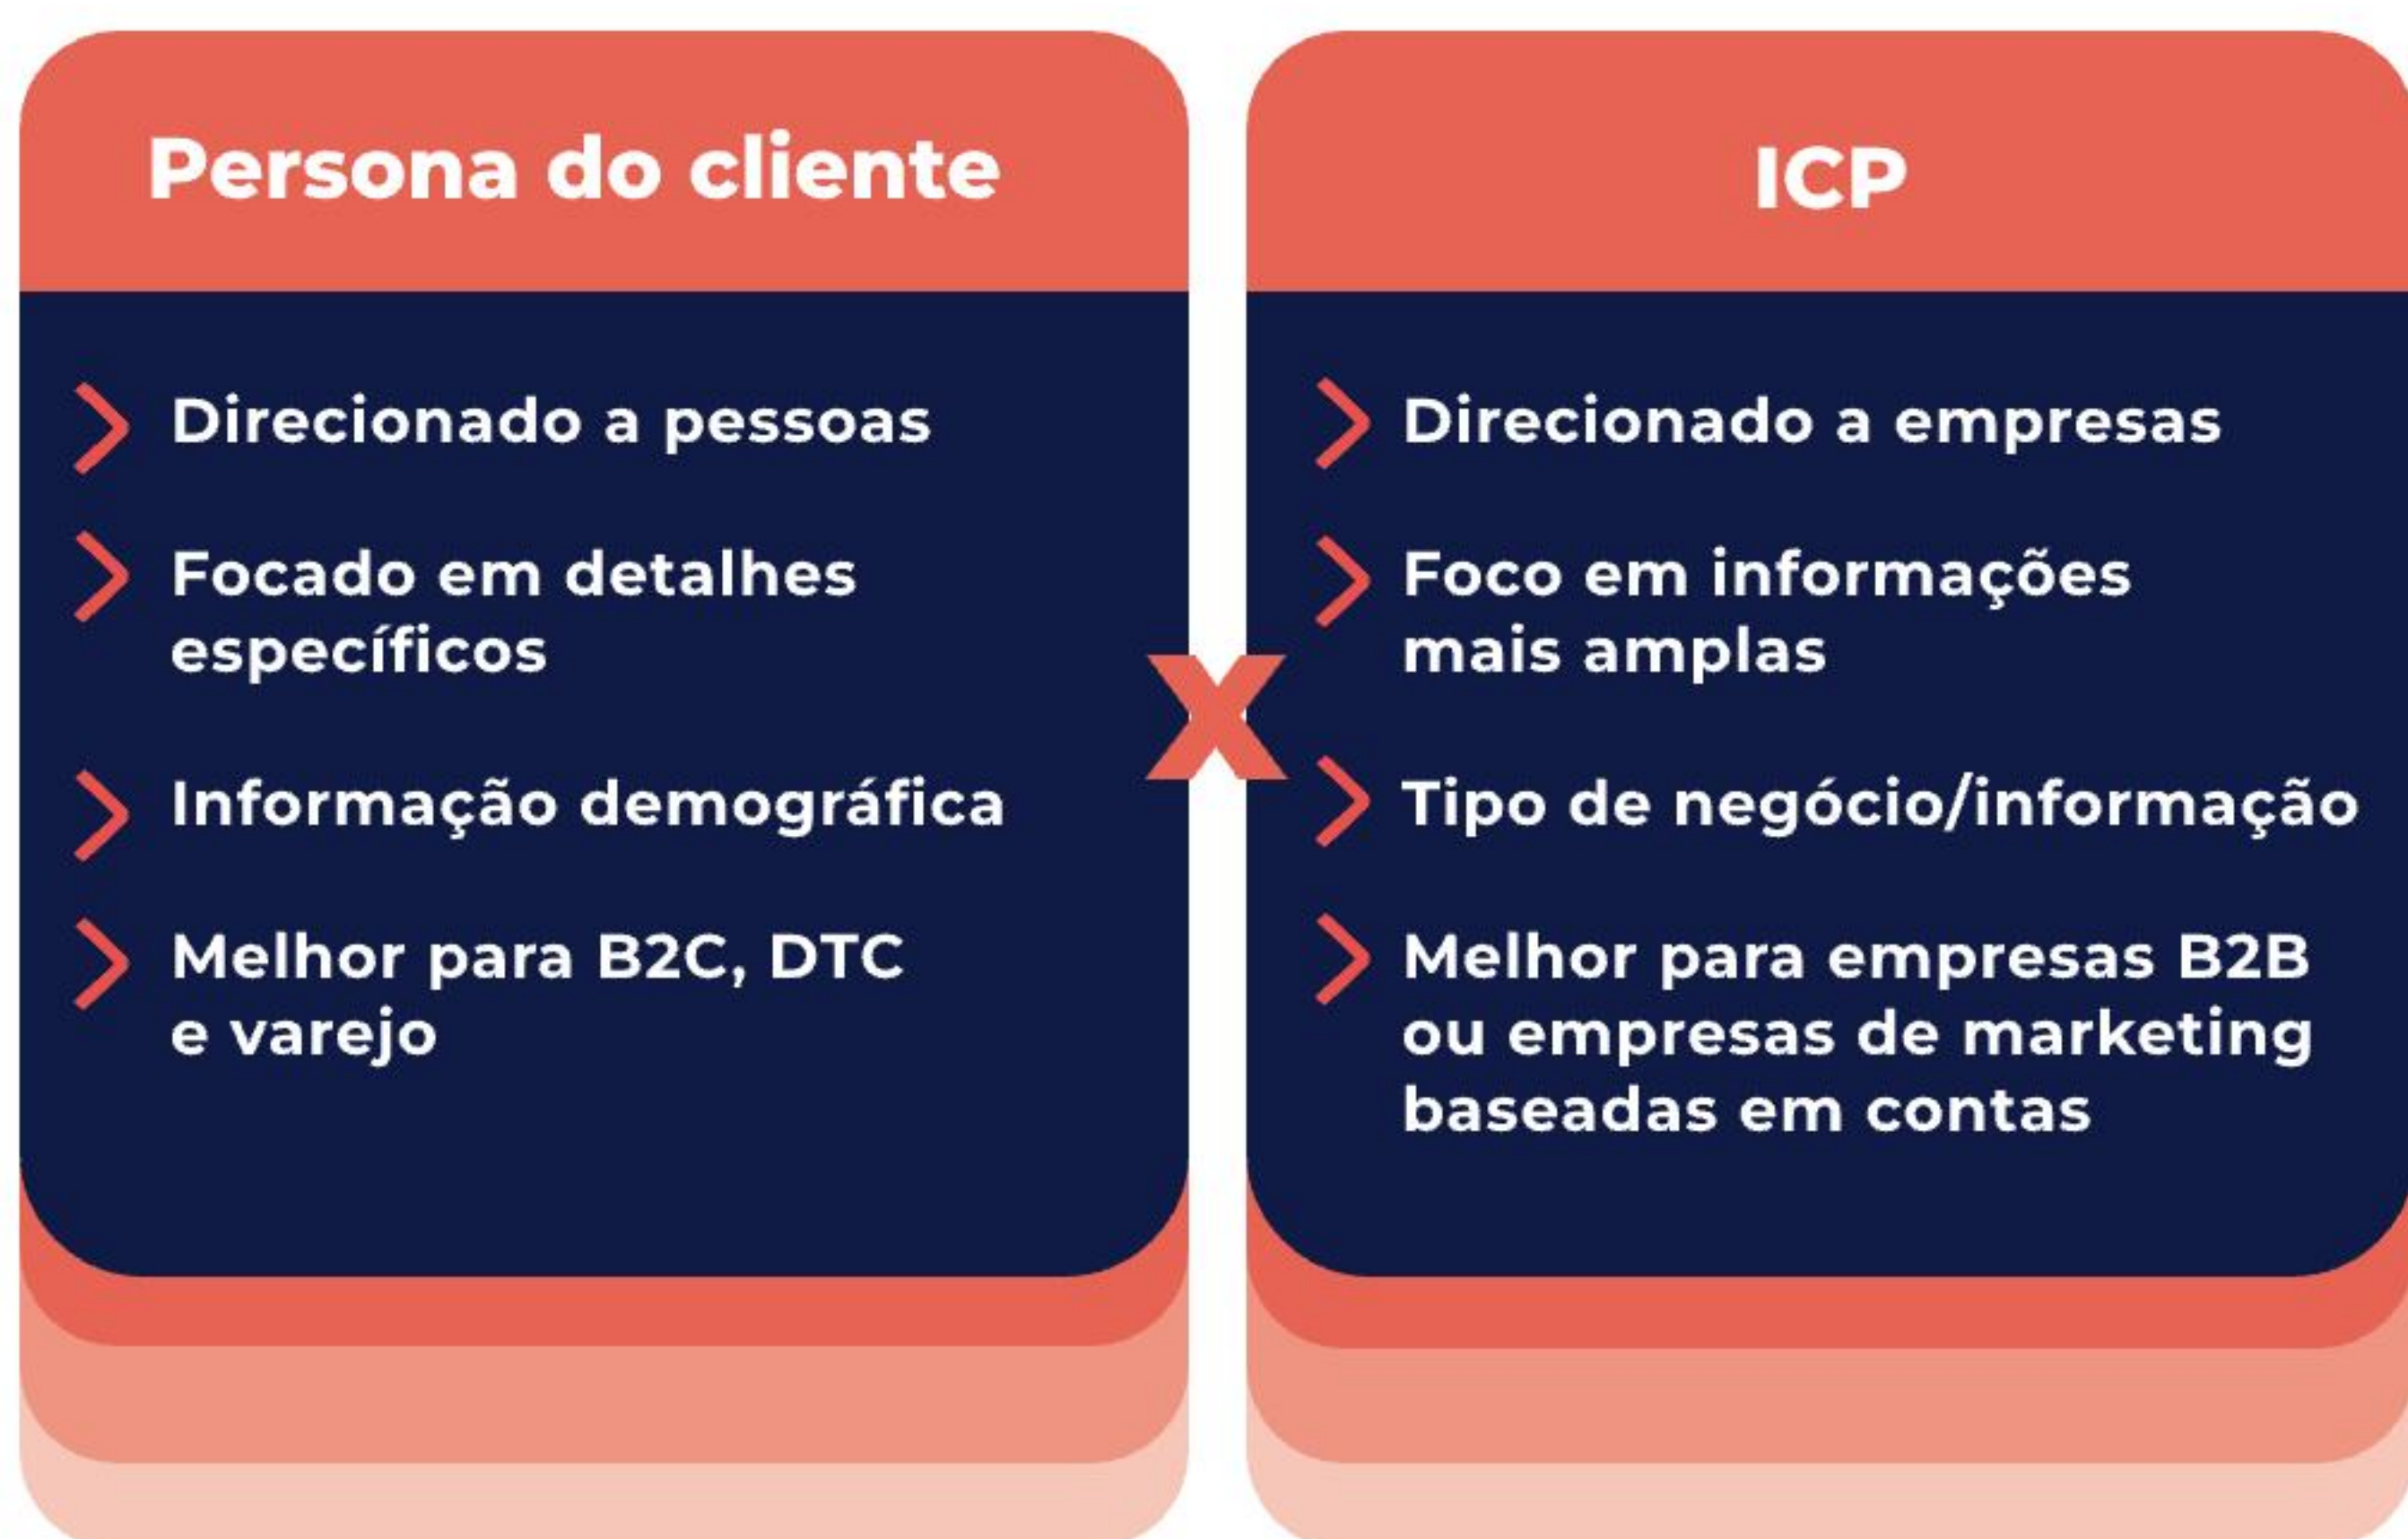 Persona do cliente
Direcionado a pessoas
Focado em detalhes
específicos
Informação demográfica
Melhor para B2C, DTC
e varejo
X
ICP
Direcionado a empresas
Foco em informações
mais amplas
Tipo de negócio/informação
Melhor para empresas B2B
ou empresas de marketing
baseadas em contas